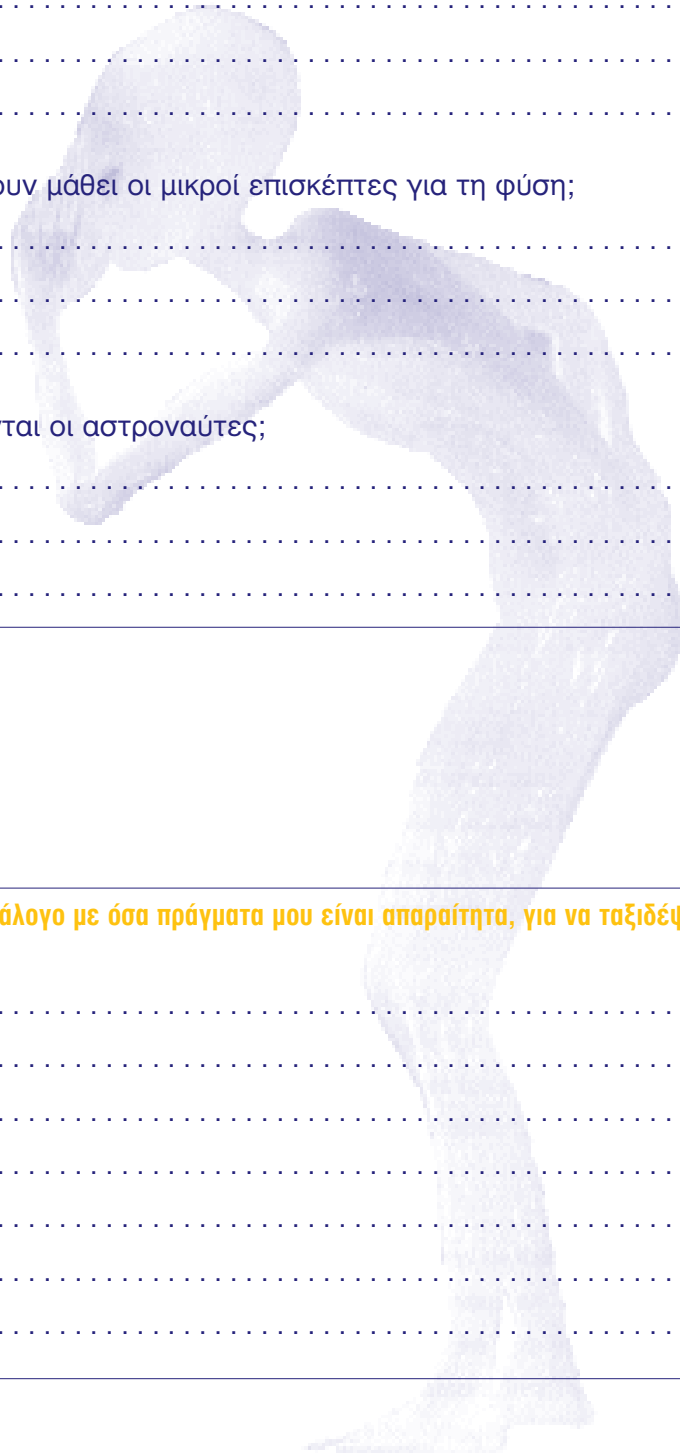 ουν μάθει οι μικροί επισκέπτες για τη φύση;
νται οι αστροναύτες;
άλογο με όσα πράγματα μου είναι απαραίτητα, για να ταξιδέψ